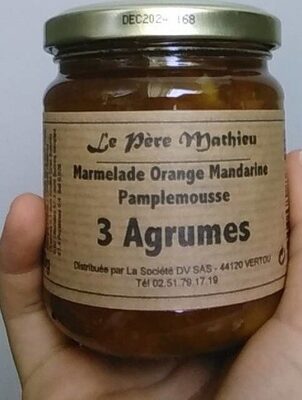 DEC2024 168
Le Père Mathieu
Marmelade Orange Mandarine
Pamplemousse
3 Agrumes
Distribuée par La Société DV SAS - 44120 VERTOU
Tél 02.51.79.17.19